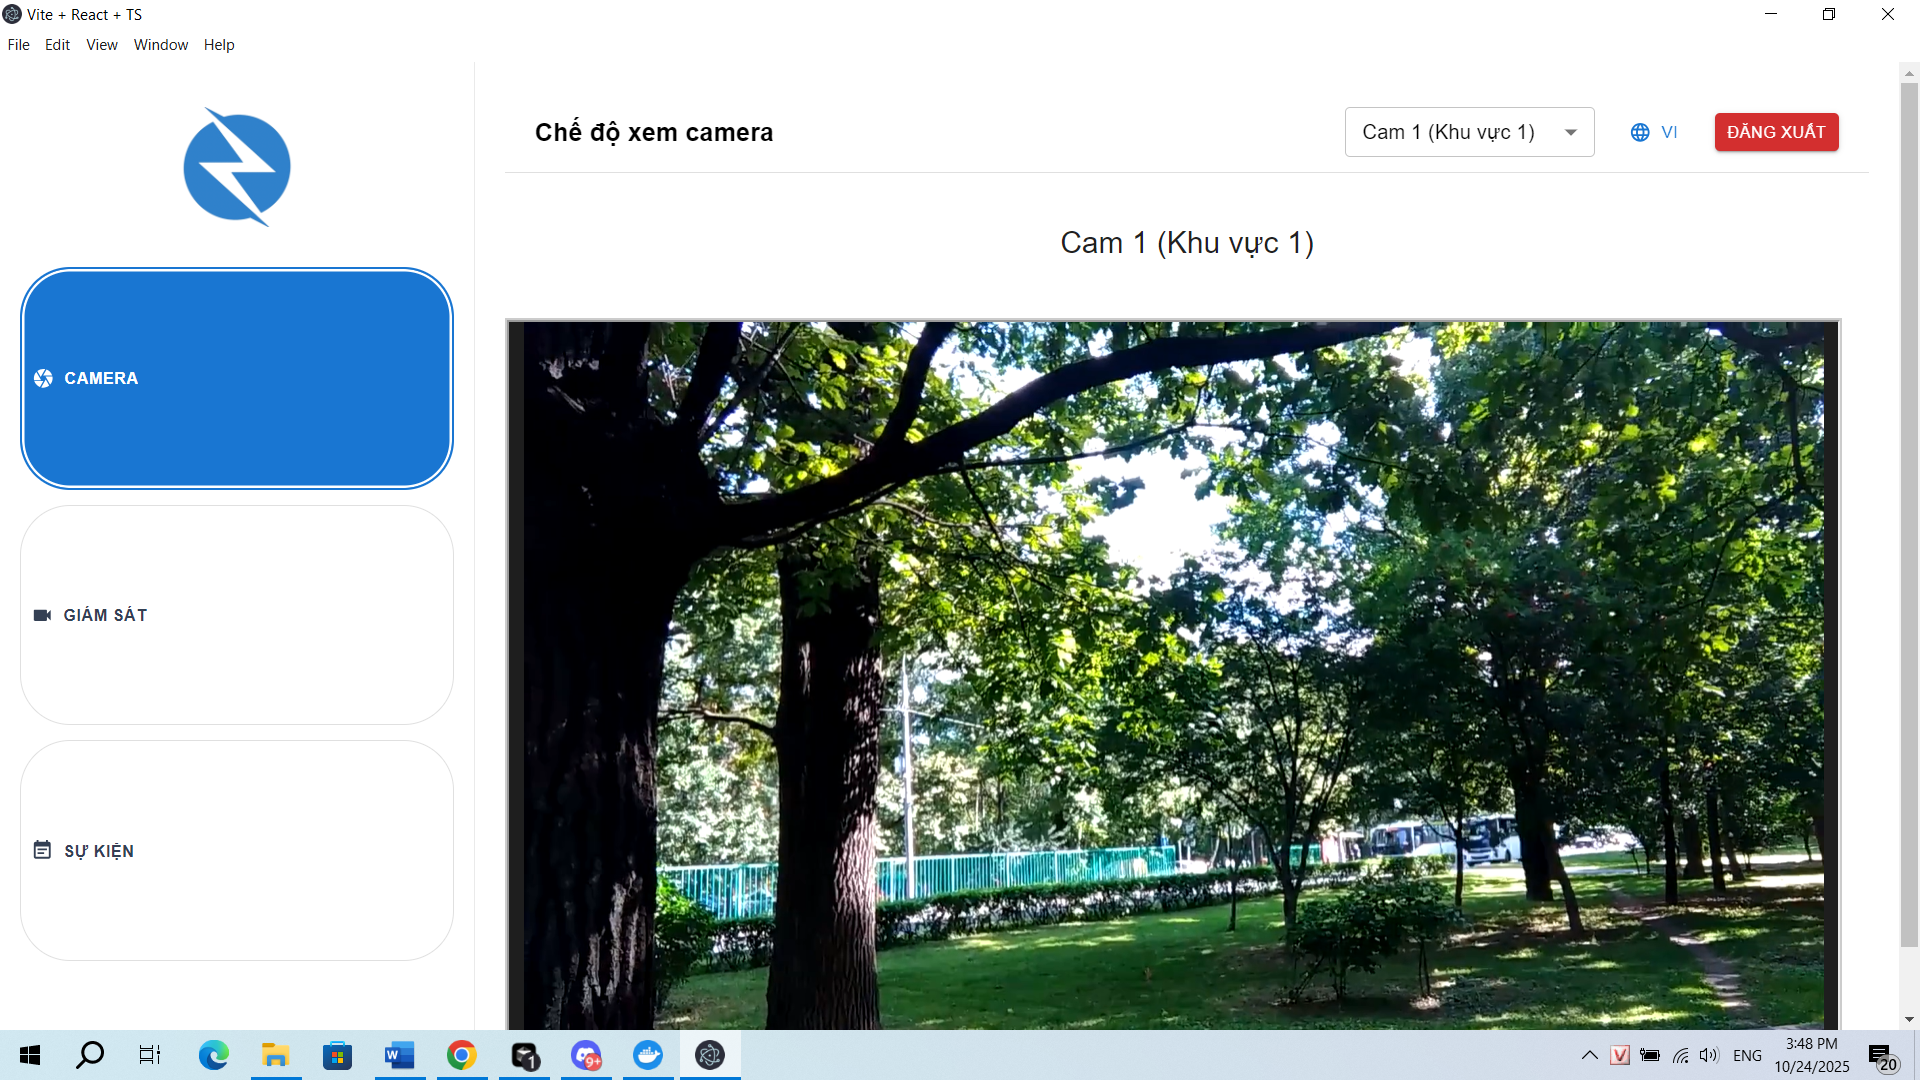 Vite + React + TS
File Edit View Window Help
Chế độ xem camera
Cam 1 (Khu vực 1)
VI
ĐĂNG XUẤT
Cam 1 (Khu vực 1)
CAMERA
GIÁM SÁT
SỰ KIỆN
W
1
9+
V
ENG
3:48 PM
10/24/2025
20